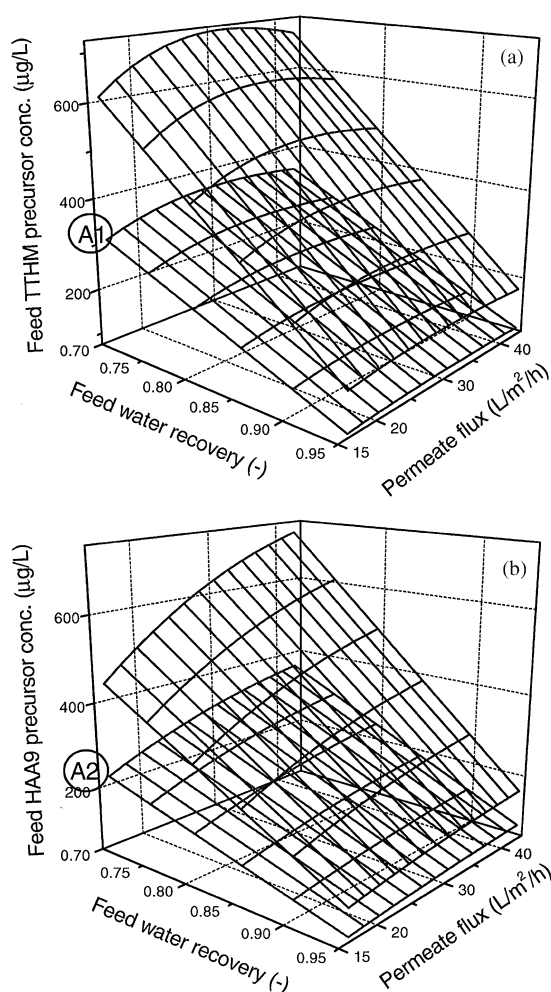 (a)
Feed TTHM precursor conc. (μg/L)
600
400
A1
200
0.70
0.75
0.80
0.85
0.90
0.95
Feed water recovery (-)
15
20
30
40
Permeate flux (L/m²/h)
(b)
Feed HAA9 precursor conc. (μg/L)
600
400
A2
200
0.70
0.75
0.80
0.85
0.90
0.95
Feed water recovery (-)
15
20
30
40
Permeate flux (L/m²/h)